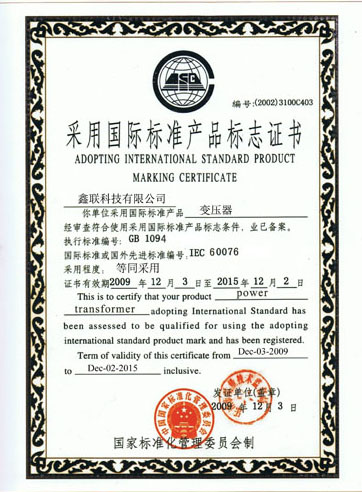 编号:(2002)3100C403
采用国际标准产品标志证书
ADOPTING INTERNATIONAL STANDARD PRODUCT
MARKING CERTIFICATE
鑫联科技有限公司
你单位采用国际标准产品 变压器
经审查符合使用采用国际标准产品标志条件，业已备案。
执行标准编号: GB 1094
国际标准或国外先进标准编号: IEC 60076
采用程度: 等同采用
证书有效期 2009 年 12 月 3 日至 2015 年 12 月 2 日
This is to certify that your product power
transformer adopting International Standard has
been assessed to be qualified for using the adopting
international standard product mark and has been registered.
Term of validity of this certificate from Dec-03-2009
to Dec-02-2015 inclusive.
发证单位(盖章)
2009 年 12 月 3 日
国家标准化管理委员会制